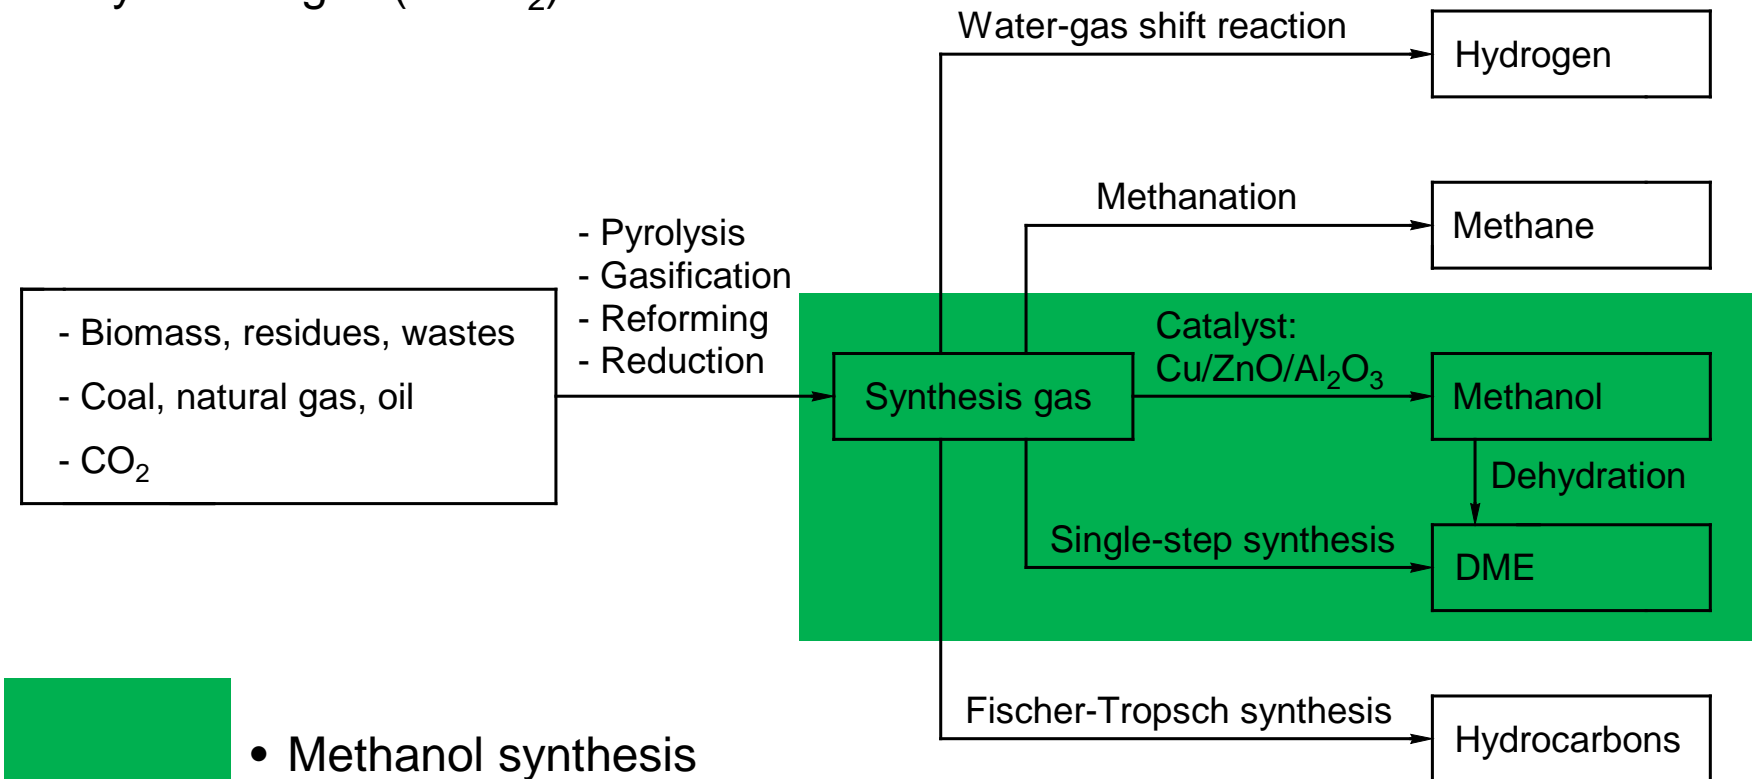 Water-gas shift reaction
Hydrogen
Methanation
Methane
- Pyrolysis
- Gasification
- Reforming
- Reduction
- Biomass, residues, wastes
- Coal, natural gas, oil
- CO₂
Synthesis gas
Catalyst:
Cu/ZnO/Al₂O₃
Methanol
Dehydration
Single-step synthesis
DME
Fischer-Tropsch synthesis
Hydrocarbons
• Methanol synthesis